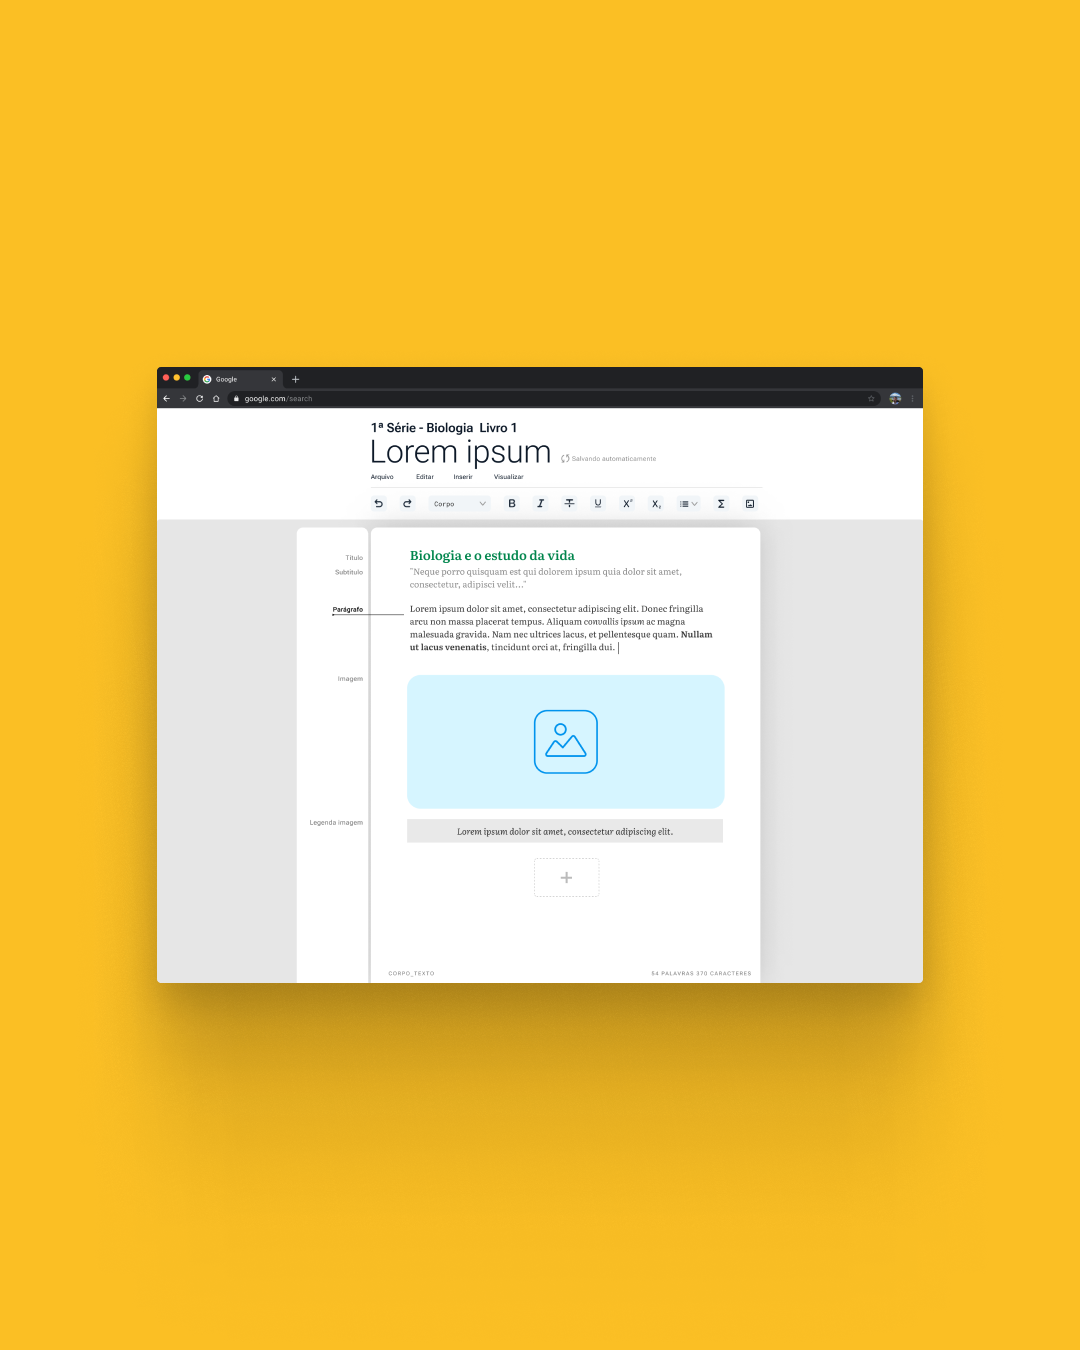 Google
google.com/search
1ª Série - Biologia Livro 1
Lorem ipsum
Salvando automaticamente
Arquivo Editar Inserir Visualizar
Corpo B I T U X² X₂ Σ
Título
Biologia e o estudo da vida
Subtítulo
"Neque porro quisquam est qui dolorem ipsum quia dolor sit amet,
consectetur, adipisci velit..."
Parágrafo
Lorem ipsum dolor sit amet, consectetur adipiscing elit. Donec fringilla
arcu non massa placerat tempus. Aliquam convallis ipsum ac magna
malesuada gravida. Nam nec ultrices lacus, et pellentesque quam. Nullam
ut lacus venenatis, tincidunt orci at, fringilla dui.
Imagem
Legenda imagem
Lorem ipsum dolor sit amet, consectetur adipiscing elit.
CORPO_TEXTO
54 PALAVRAS 370 CARACTERES